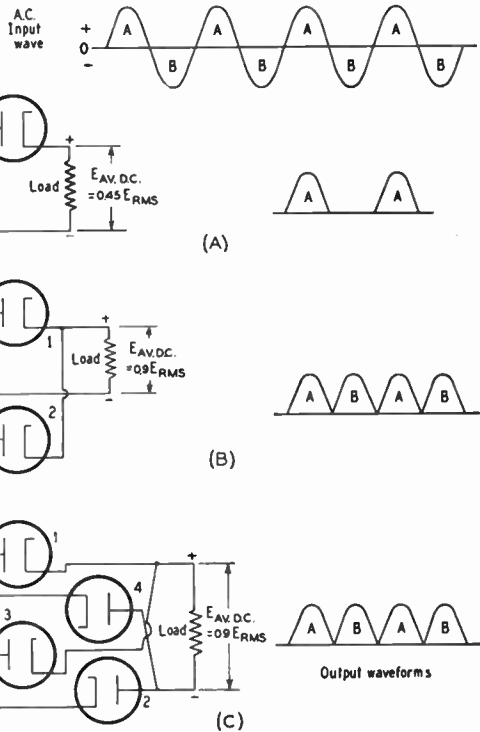 A.C.
Input
wave
+
0
-
A
B
A
B
A
B
A
B
+
Load
E AV. D.C.
=0.45 E RMS
-
A
A
(A)
1
+
Load
E AV. D.C.
=0.9 E RMS
-
2
A
B
A
B
(B)
1
+
4
3
Load
E AV. D.C.
=0.9 E RMS
2
-
A
B
A
B
Output waveforms
(C)